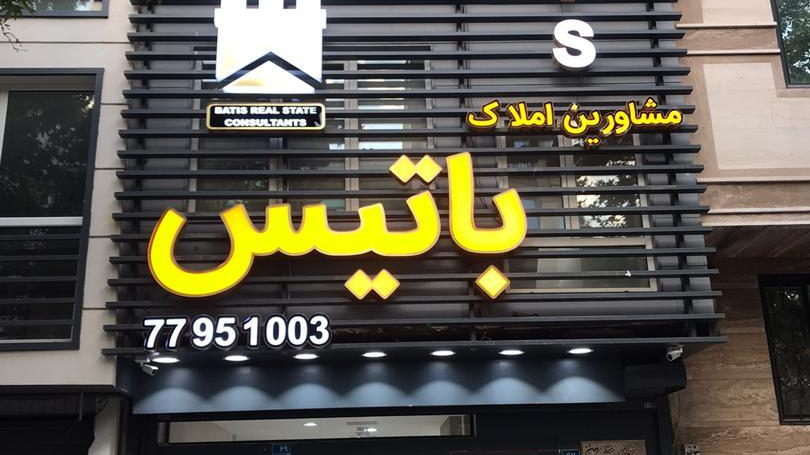 S
BATIS REAL STATE
CONSULTANTS
مشاورین املاک
باتیس
77951003